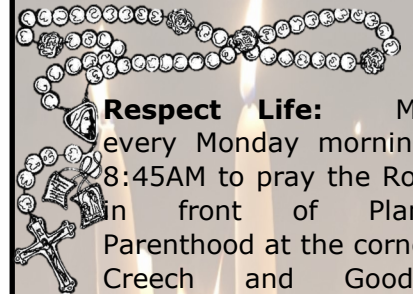 Respect Life: M
every Monday mornin
8:45AM to pray the Ro
in front of Plan
Parenthood at the corne
Creech and Good